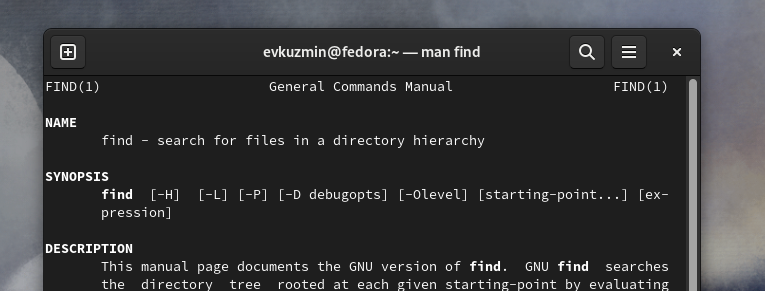 evkuzmin@fedora:~ — man find
FIND(1) General Commands Manual FIND(1)
NAME
find - search for files in a directory hierarchy
SYNOPSIS
find [-H] [-L] [-P] [-D debugopts] [-Olevel] [starting-point...] [ex-
pression]
DESCRIPTION
This manual page documents the GNU version of find. GNU find searches
the directory tree rooted at each given starting-point by evaluating